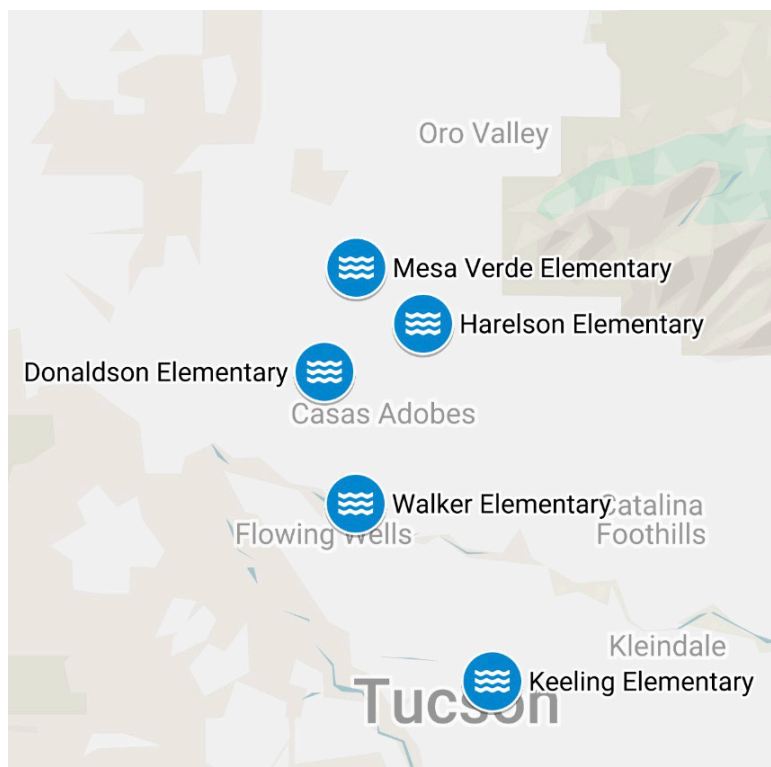 Oro Valley
Mesa Verde Elementary
Harelson Elementary
Donaldson Elementary
Casas Adobes
Walker Elementary
Catalina
Foothills
Flowing Wells
Kleindale
Keeling Elementary
Tucson